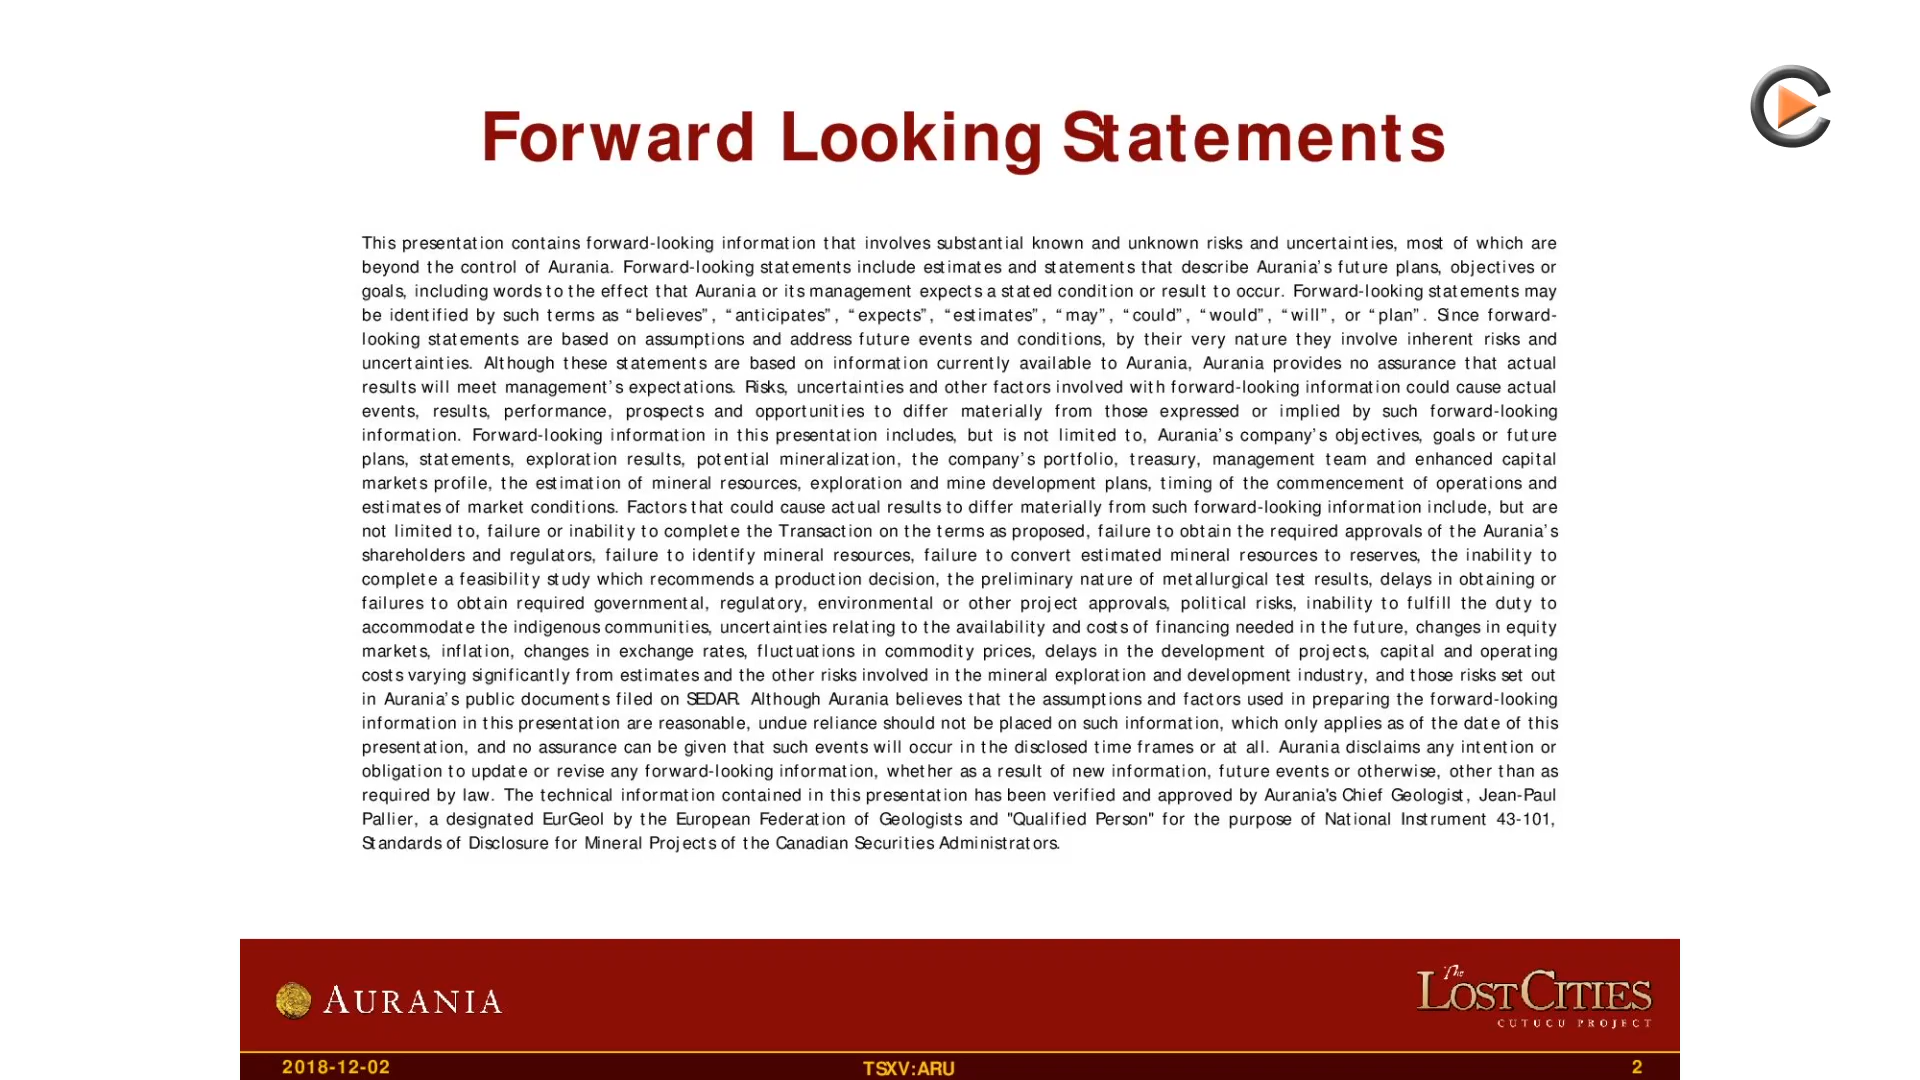 Forward Looking Statements
This presentation contains forward-looking information that involves substantial known and unknown risks and uncertainties, most of which are
beyond the control of Aurania. Forward-looking statements include estimates and statements that describe Aurania’s future plans, objectives or
goals, including words to the effect that Aurania or its management expects a stated condition or result to occur. Forward-looking statements may
be identified by such terms as “believes”, “anticipates”, “expects”, “estimates”, “may”, “could”, “would”, “will”, or “plan”. Since forward-
looking statements are based on assumptions and address future events and conditions, by their very nature they involve inherent risks and
uncertainties. Although these statements are based on information currently available to Aurania, Aurania provides no assurance that actual
results will meet management’s expectations. Risks, uncertainties and other factors involved with forward-looking information could cause actual
events, results, performance, prospects and opportunities to differ materially from those expressed or implied by such forward-looking
information. Forward-looking information in this presentation includes, but is not limited to, Aurania’s company’s objectives, goals or future
plans, statements, exploration results, potential mineralization, the company’s portfolio, treasury, management team and enhanced capital
markets profile, the estimation of mineral resources, exploration and mine development plans, timing of the commencement of operations and
estimates of market conditions. Factors that could cause actual results to differ materially from such forward-looking information include, but are
not limited to, failure or inability to complete the Transaction on the terms as proposed, failure to obtain the required approvals of the Aurania’s
shareholders and regulators, failure to identify mineral resources, failure to convert estimated mineral resources to reserves, the inability to
complete a feasibility study which recommends a production decision, the preliminary nature of metallurgical test results, delays in obtaining or
failures to obtain required governmental, regulatory, environmental or other project approvals, political risks, inability to fulfill the duty to
accommodate the indigenous communities, uncertainties relating to the availability and costs of financing needed in the future, changes in equity
markets, inflation, changes in exchange rates, fluctuations in commodity prices, delays in the development of projects, capital and operating
costs varying significantly from estimates and the other risks involved in the mineral exploration and development industry, and those risks set out
in Aurania’s public documents filed on SEDAR. Although Aurania believes that the assumptions and factors used in preparing the forward-looking
information in this presentation are reasonable, undue reliance should not be placed on such information, which only applies as of the date of this
presentation, and no assurance can be given that such events will occur in the disclosed time frames or at all. Aurania disclaims any intention or
obligation to update or revise any forward-looking information, whether as a result of new information, future events or otherwise, other than as
required by law. The technical information contained in this presentation has been verified and approved by Aurania's Chief Geologist, Jean-Paul
Pallier, a designated EurGeol by the European Federation of Geologists and "Qualified Person" for the purpose of National Instrument 43-101,
Standards of Disclosure for Mineral Projects of the Canadian Securities Administrators.
AURANIA
The
LOST CITIES
CUTUCU PROJECT
2018-12-02
TSXV:ARU
2